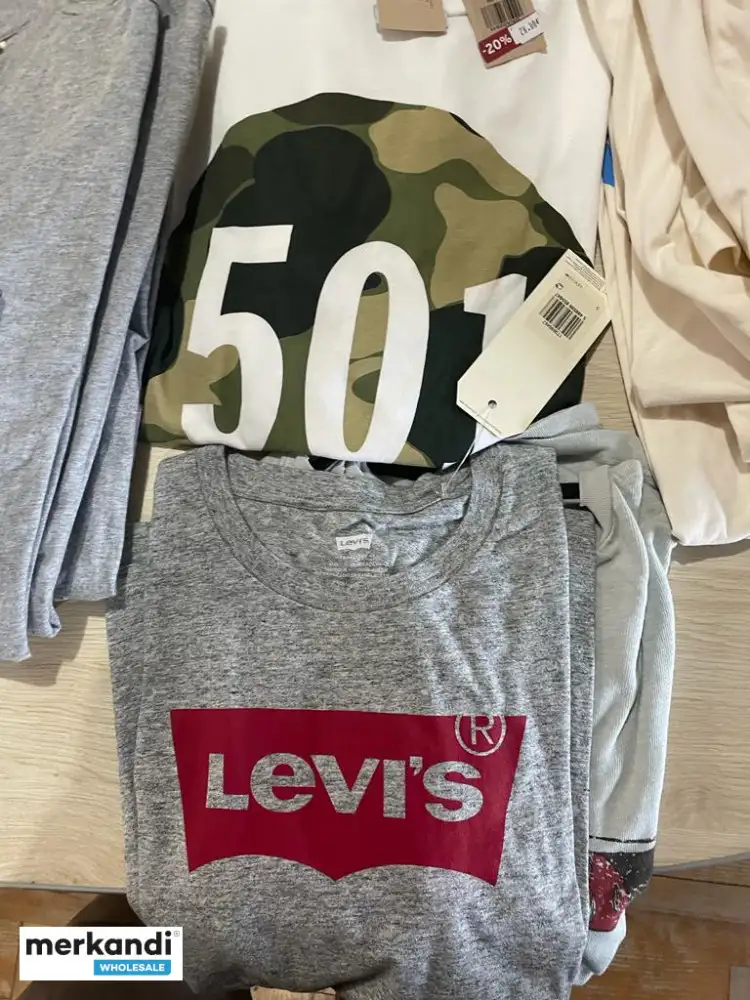 -20%
501
LEVI'S
LEVI'S
®
merkandi®
WHOLESALE